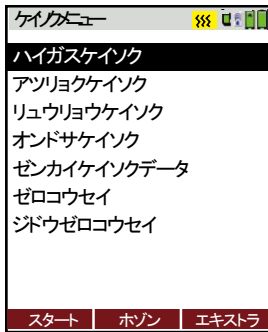 ケイソクメニュー
ハイガスケイソク
アツリョクケイソク
リュウリョウケイソク
オンドサケイソク
ゼンカイケイソクデータ
ゼロコウセイ
ジドウゼロコウセイ
スタート ホゾン エキストラ